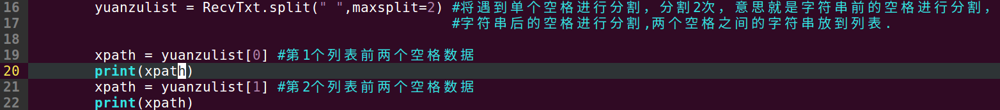 16 yuanzulist = RecvTxt.split(" ",maxsplit=2) #将遇到单个空格进行分割，分割2次，意思就是字符串前的空格进行分割，
17 #字符串后的空格进行分割,两个空格之间的字符串放到列表.
18
19 xpath = yuanzulist[0] #第1个列表前两个空格数据
20 print(xpath)
21 xpath = yuanzulist[1] #第2个列表前两个空格数据
22 print(xpath)